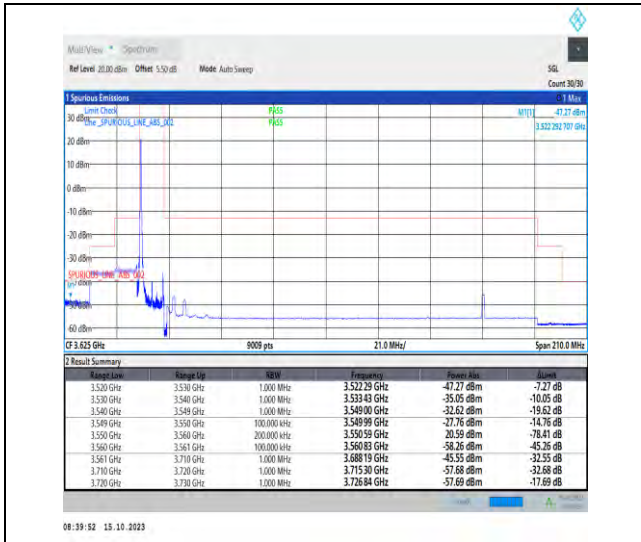 MultiView Spectrum
Ref Level 20.00 dBm Offset 5.50 dB Mode Auto Sweep SGL
Count 30/30
1 Spurious Emissions 1 Max
Limit Check PASS M1[1] -47.27 dBm
Line _SPURIOUS_LINE_ABS_002 PASS 3.522 292 707 GHz
30 dBm
20 dBm
10 dBm
0 dBm
-10 dBm
-20 dBm
-30 dBm
_SPURIOUS_LINE_ABS_002
-60 dBm
CF 3.625 GHz 9009 pts 21.0 MHz/ Span 210.0 MHz
2 Result Summary
Range Low Range Up RBW Frequency Power Abs ΔLimit
3.520 GHz 3.530 GHz 1.000 MHz 3.522 29 GHz -47.27 dBm -7.27 dB
3.530 GHz 3.540 GHz 1.000 MHz 3.533 43 GHz -35.05 dBm -10.05 dB
3.540 GHz 3.549 GHz 1.000 MHz 3.549 00 GHz -32.62 dBm -19.62 dB
3.549 GHz 3.550 GHz 100.000 kHz 3.549 99 GHz -27.76 dBm -14.76 dB
3.550 GHz 3.560 GHz 200.000 kHz 3.550 59 GHz 20.59 dBm -78.41 dB
3.560 GHz 3.561 GHz 100.000 kHz 3.560 83 GHz -58.26 dBm -45.26 dB
3.561 GHz 3.710 GHz 1.000 MHz 3.688 19 GHz -45.55 dBm -32.55 dB
3.710 GHz 3.720 GHz 1.000 MHz 3.715 30 GHz -57.68 dBm -32.68 dB
3.720 GHz 3.730 GHz 1.000 MHz 3.726 84 GHz -57.69 dBm -17.69 dB
08:39:52 15.10.2023